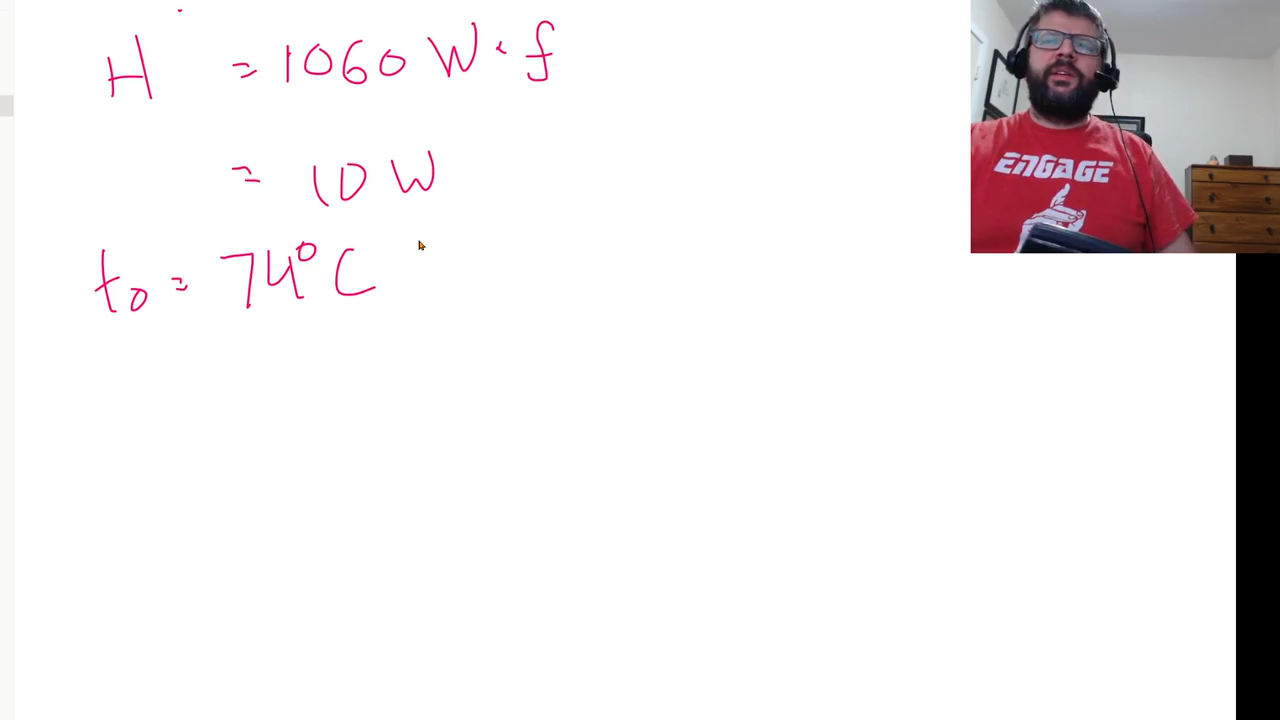 H = 1060 W · f
= 10 W
t₀ = 74° C
ENGAGE